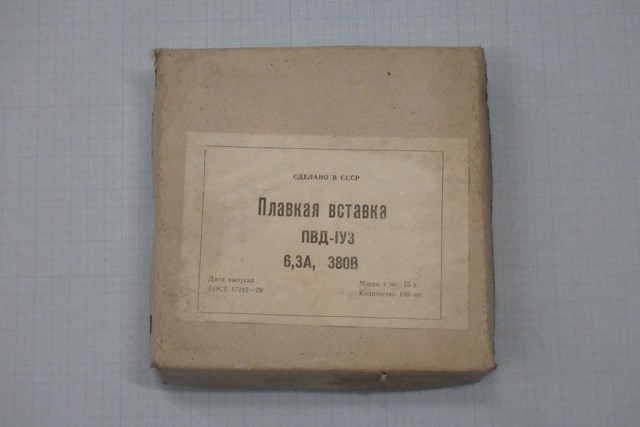 СДЕЛАНО В СССР
Плавкая вставка
ПВД-IУЗ
6,3А, 380В
Дата выпуска
ГОСТ 17242—79
Масса 1 шт. 15 г.
Количество 100 шт.